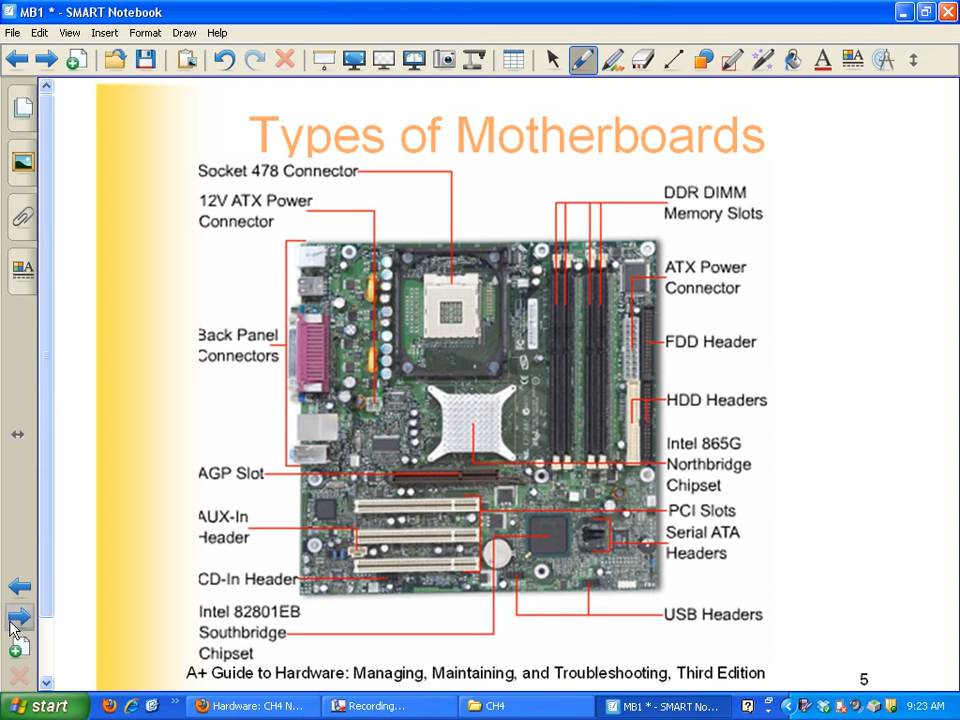 MB1 * - SMART Notebook
File Edit View Insert Format Draw Help
Types of Motherboards
Socket 478 Connector
12V ATX Power
Connector
DDR DIMM
Memory Slots
ATX Power
Connector
Back Panel
Connectors
FDD Header
HDD Headers
Intel 865G
Northbridge
Chipset
AGP Slot
PCI Slots
AUX-In
Header
Serial ATA
Headers
CD-In Header
Intel 82801EB
Southbridge
Chipset
USB Headers
A+ Guide to Hardware: Managing, Maintaining, and Troubleshooting, Third Edition
5
start
Hardware: CH4 N...
Recording...
CH4
MB1 * - SMART No...
9:23 AM